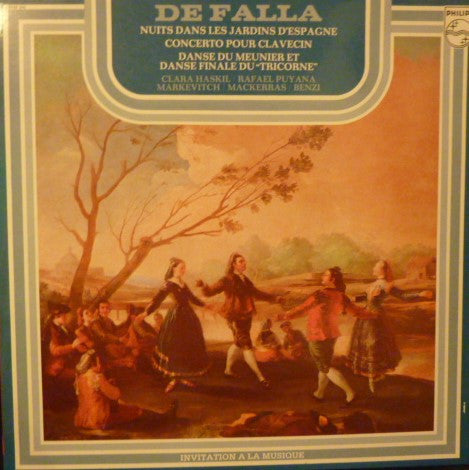 DE FALLA
PHILIPS
NUITS DANS LES JARDINS D'ESPAGNE
CONCERTO POUR CLAVECIN
DANSE DU MEUNIER ET
DANSE FINALE DU "TRICORNE"
CLARA HASKIL RAFAEL PUYANA
MARKEVITCH MACKERRAS BENZI
INVITATION A LA MUSIQUE